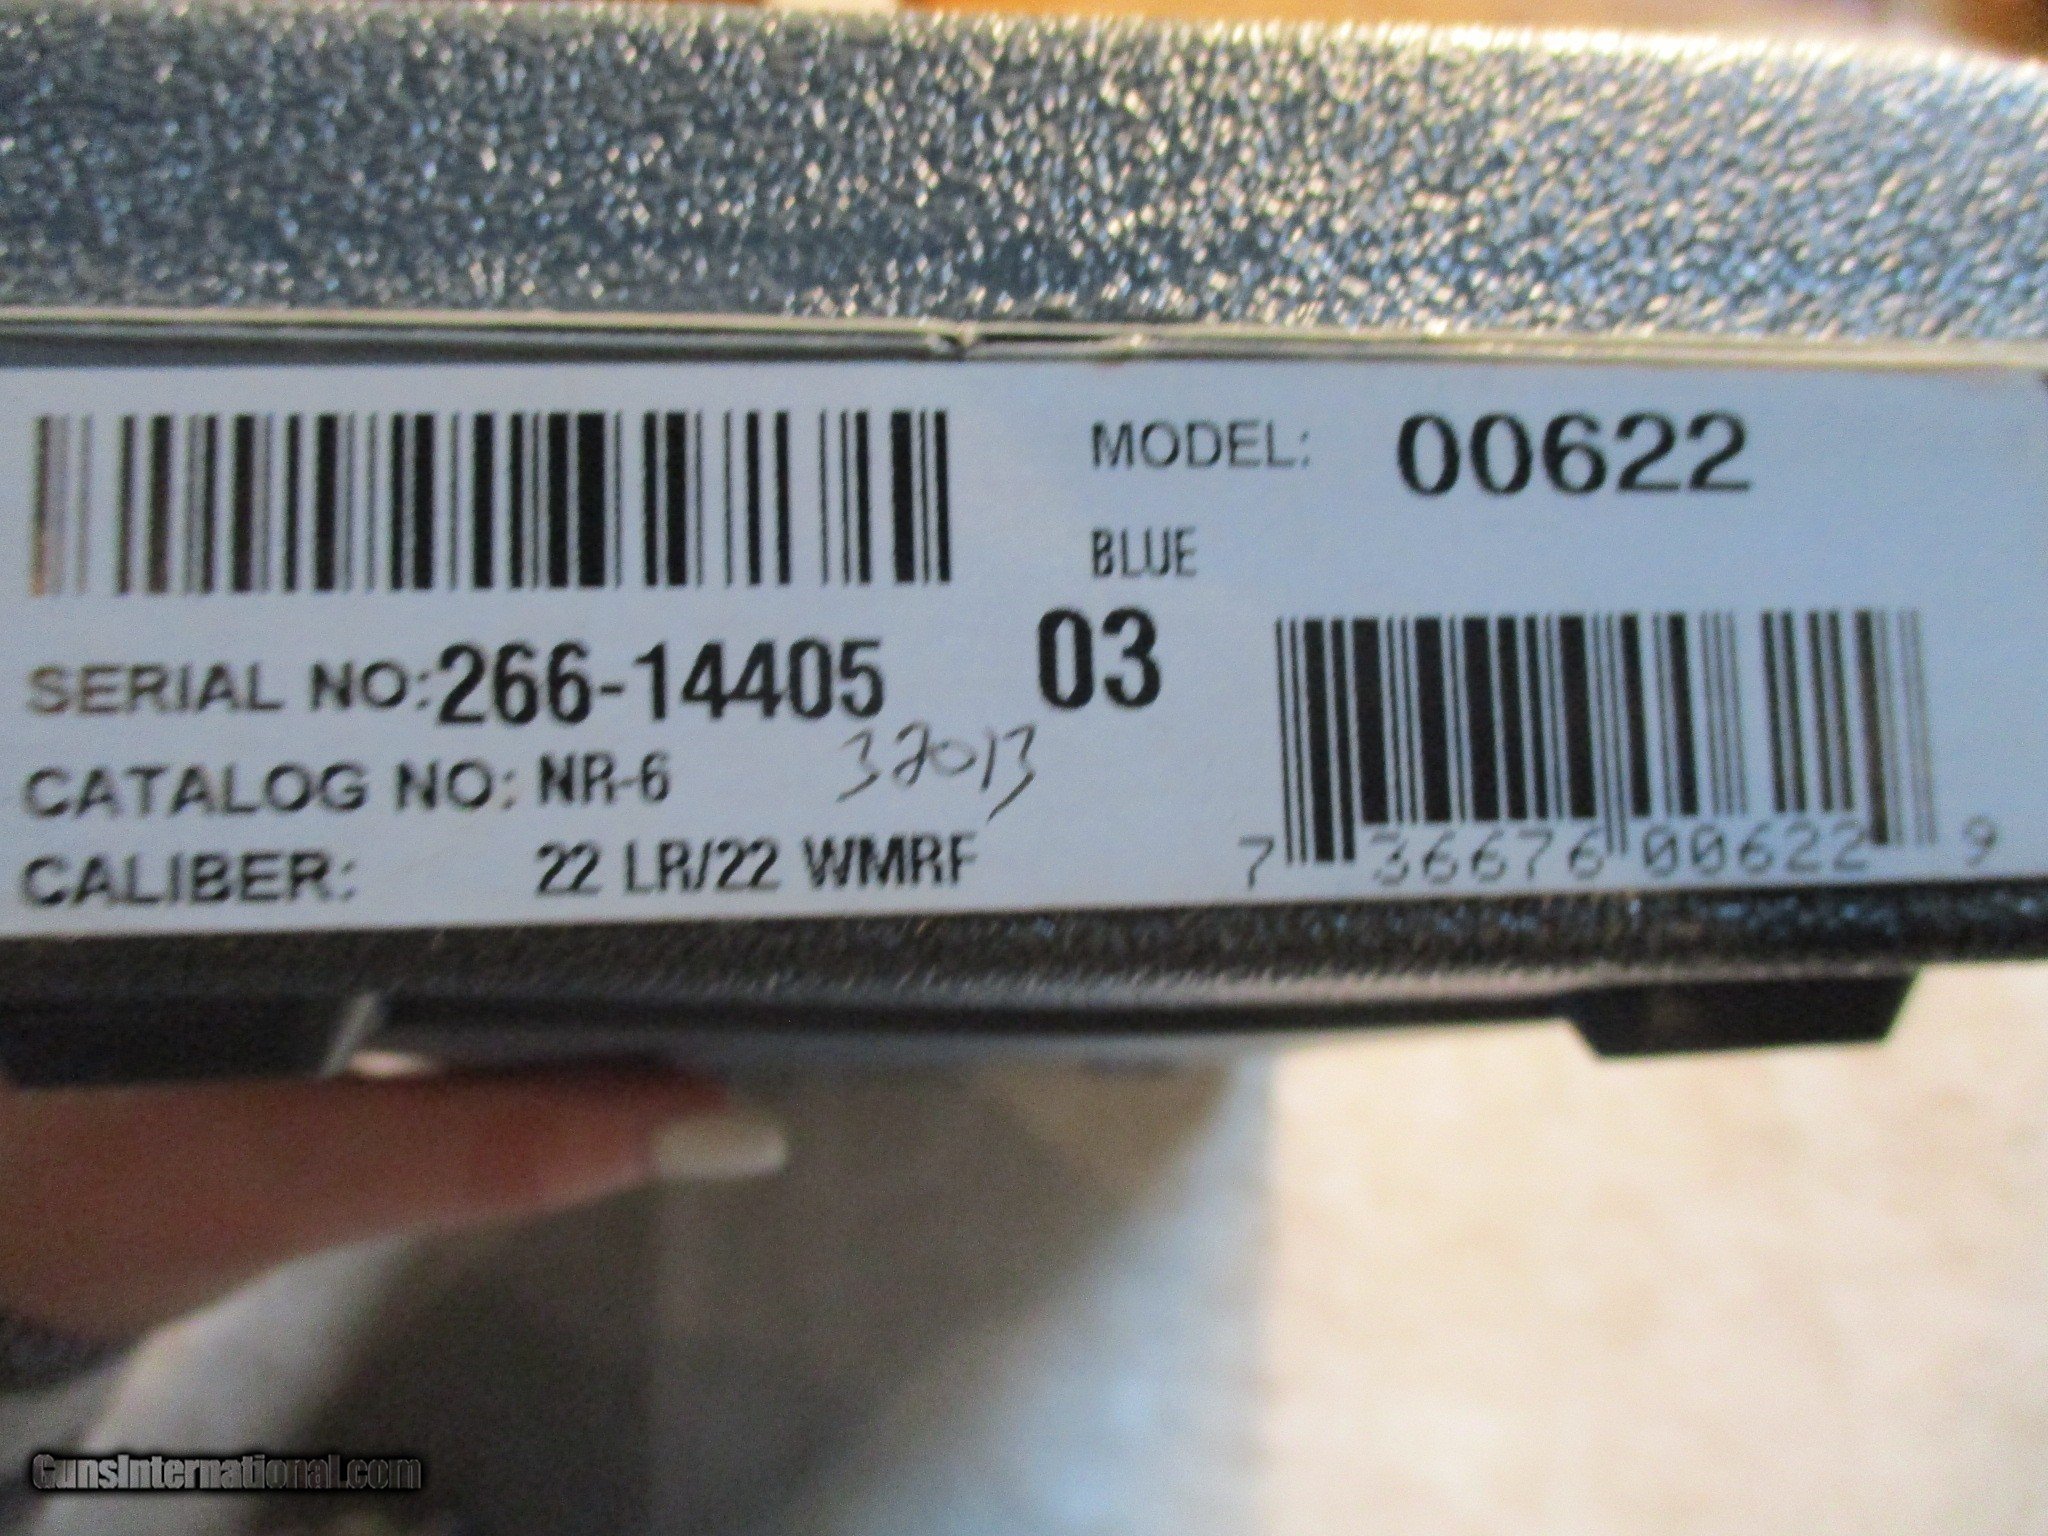 MODEL: 00622
BLUE
SERIAL NO: 266-14405 03
CATALOG NO: NR-6 32013
CALIBER: 22 LR/22 WMRF
7 36676 00622 9
GunsInternational.com